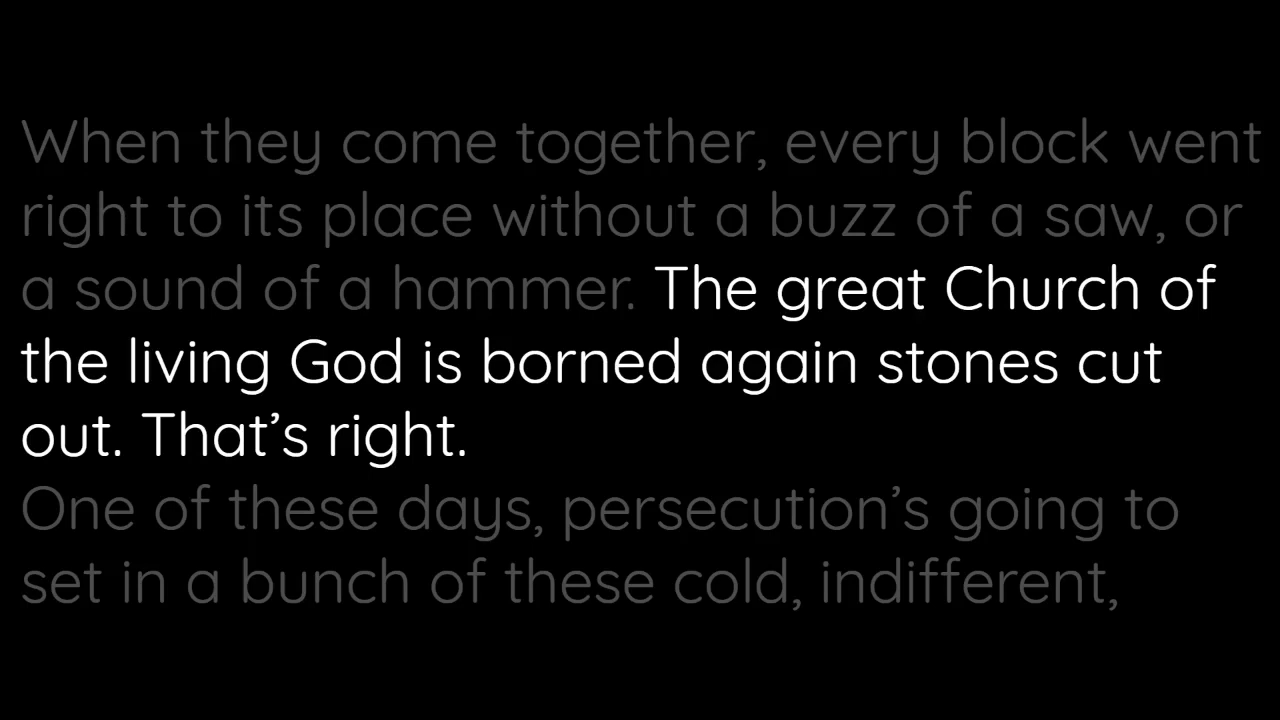 When they come together, every block went
right to its place without a buzz of a saw, or
a sound of a hammer. The great Church of
the living God is borned again stones cut
out. That’s right.
One of these days, persecution’s going to
set in a bunch of these cold, indifferent,